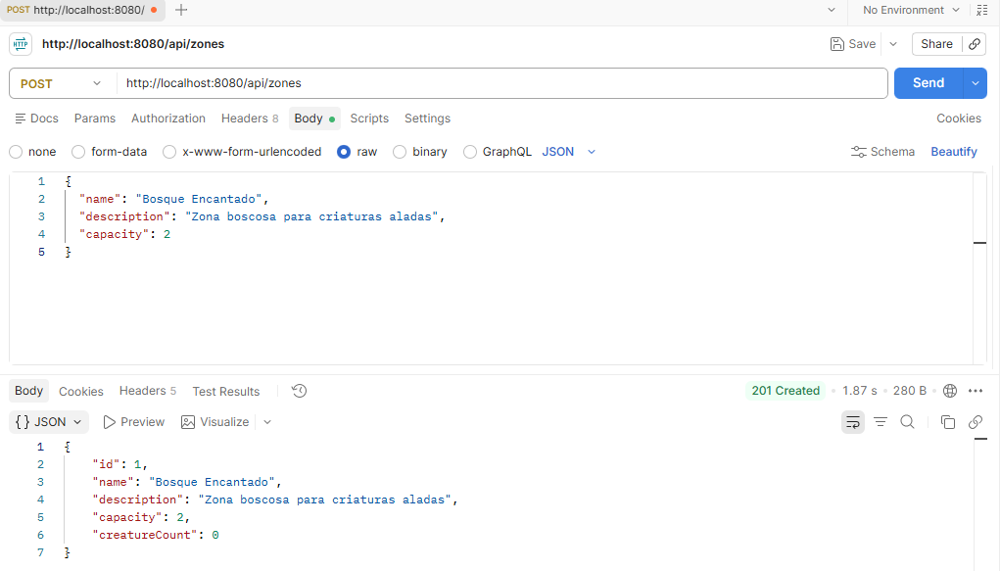 POST http://localhost:8080/ No Environment
HTTP http://localhost:8080/api/zones Save Share
POST http://localhost:8080/api/zones Send
Docs Params Authorization Headers 8 Body Scripts Settings Cookies
none form-data x-www-form-urlencoded raw binary GraphQL JSON Schema Beautify
1 {
2 "name": "Bosque Encantado",
3 "description": "Zona boscosa para criaturas aladas",
4 "capacity": 2
5 }
Body Cookies Headers 5 Test Results 201 Created 1.87 s 280 B
{} JSON Preview Visualize
1 {
2 "id": 1,
3 "name": "Bosque Encantado",
4 "description": "Zona boscosa para criaturas aladas",
5 "capacity": 2,
6 "creatureCount": 0
7 }